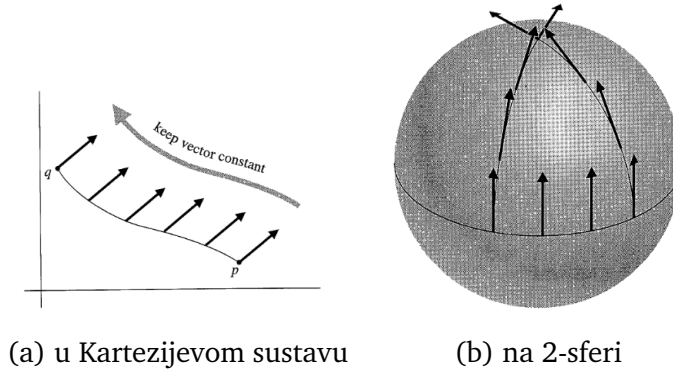 keep vector constant
q
p
(a) u Kartezijevom sustavu
(b) na 2-sferi